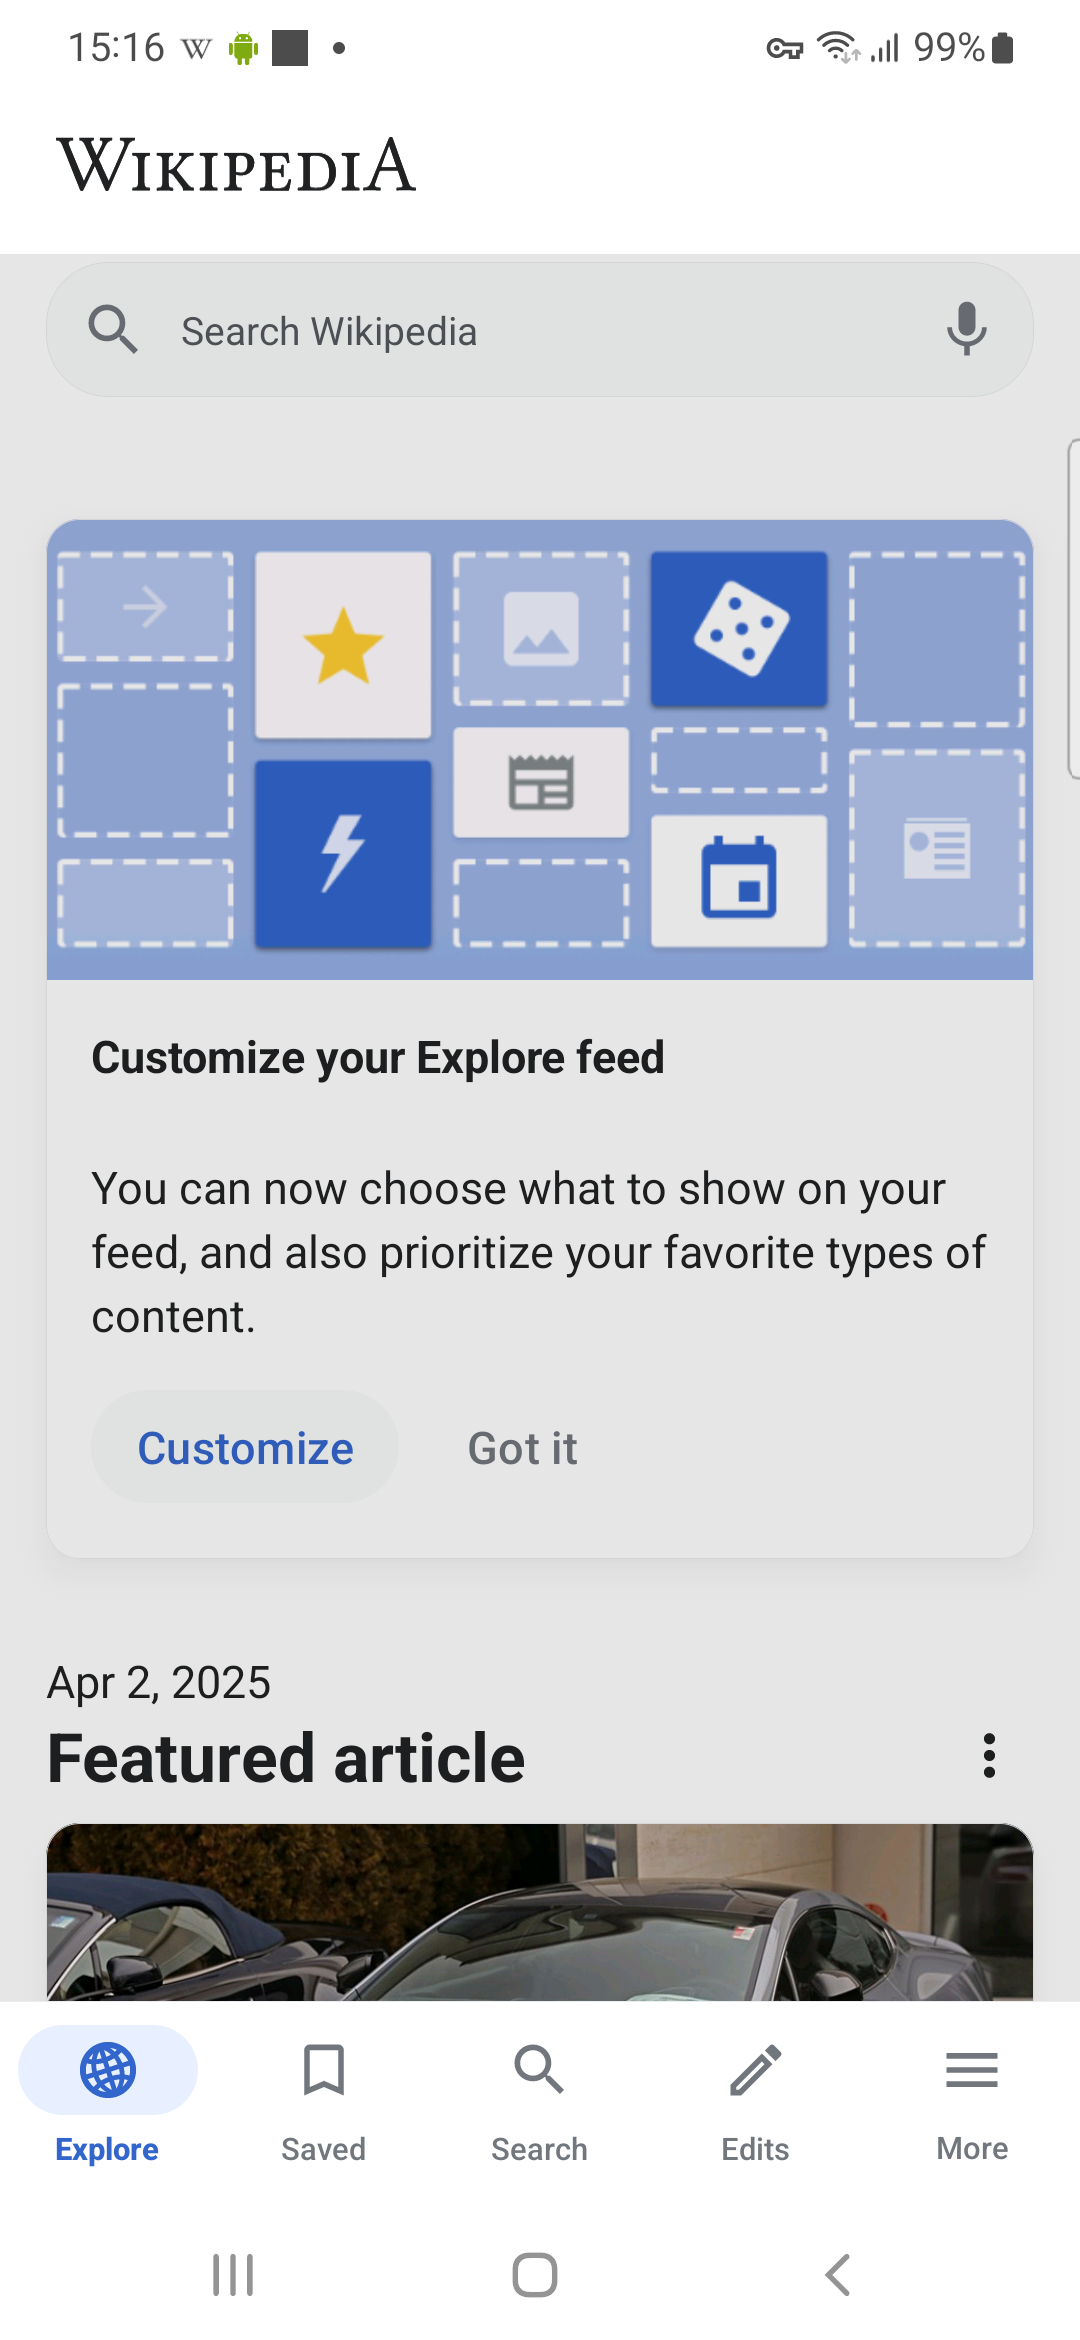 15:16 W 99%
WIKIPEDIA
Search Wikipedia
Customize your Explore feed
You can now choose what to show on your
feed, and also prioritize your favorite types of
content.
Customize Got it
Apr 2, 2025
Featured article
Explore Saved Search Edits More